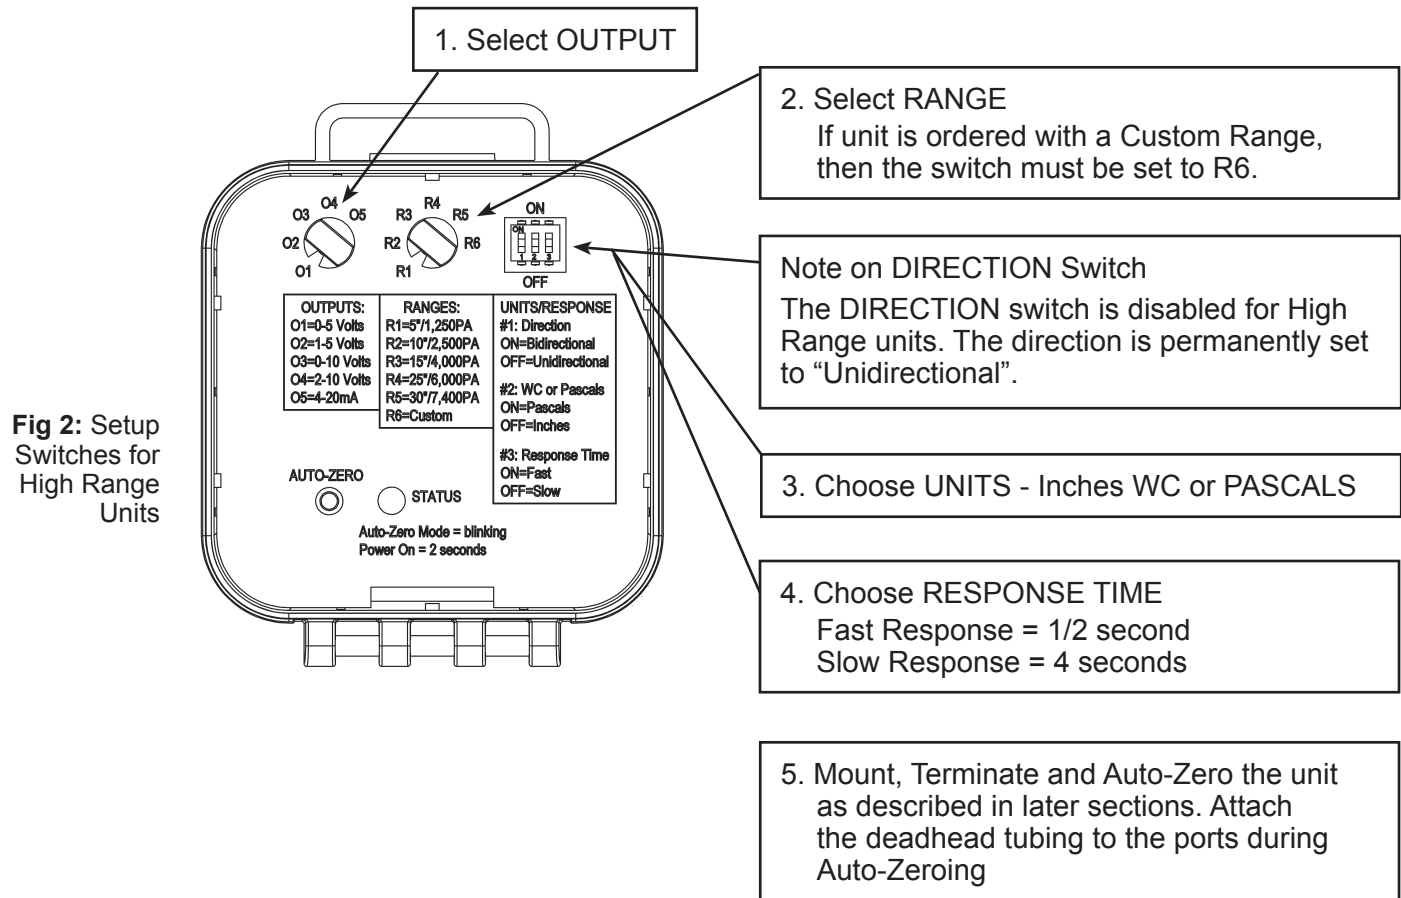 1. Select OUTPUT
2. Select RANGE
If unit is ordered with a Custom Range,
then the switch must be set to R6.
O1
O2
O3
O4
O5
R1
R2
R3
R4
R5
R6
ON
ON
1 2 3
OFF
Note on DIRECTION Switch
The DIRECTION switch is disabled for High
Range units. The direction is permanently set
to “Unidirectional”.
OUTPUTS:
O1=0-5 Volts
O2=1-5 Volts
O3=0-10 Volts
O4=2-10 Volts
O5=4-20mA
RANGES:
R1=5"/1,250PA
R2=10"/2,500PA
R3=15"/4,000PA
R4=25"/6,000PA
R5=30"/7,400PA
R6=Custom
UNITS/RESPONSE
#1: Direction
ON=Bidirectional
OFF=Unidirectional
#2: WC or Pascals
ON=Pascals
OFF=Inches
#3: Response Time
ON=Fast
OFF=Slow
Fig 2: Setup
Switches for
High Range
Units
AUTO-ZERO
STATUS
Auto-Zero Mode = blinking
Power On = 2 seconds
3. Choose UNITS - Inches WC or PASCALS
4. Choose RESPONSE TIME
Fast Response = 1/2 second
Slow Response = 4 seconds
5. Mount, Terminate and Auto-Zero the unit
as described in later sections. Attach
the deadhead tubing to the ports during
Auto-Zeroing